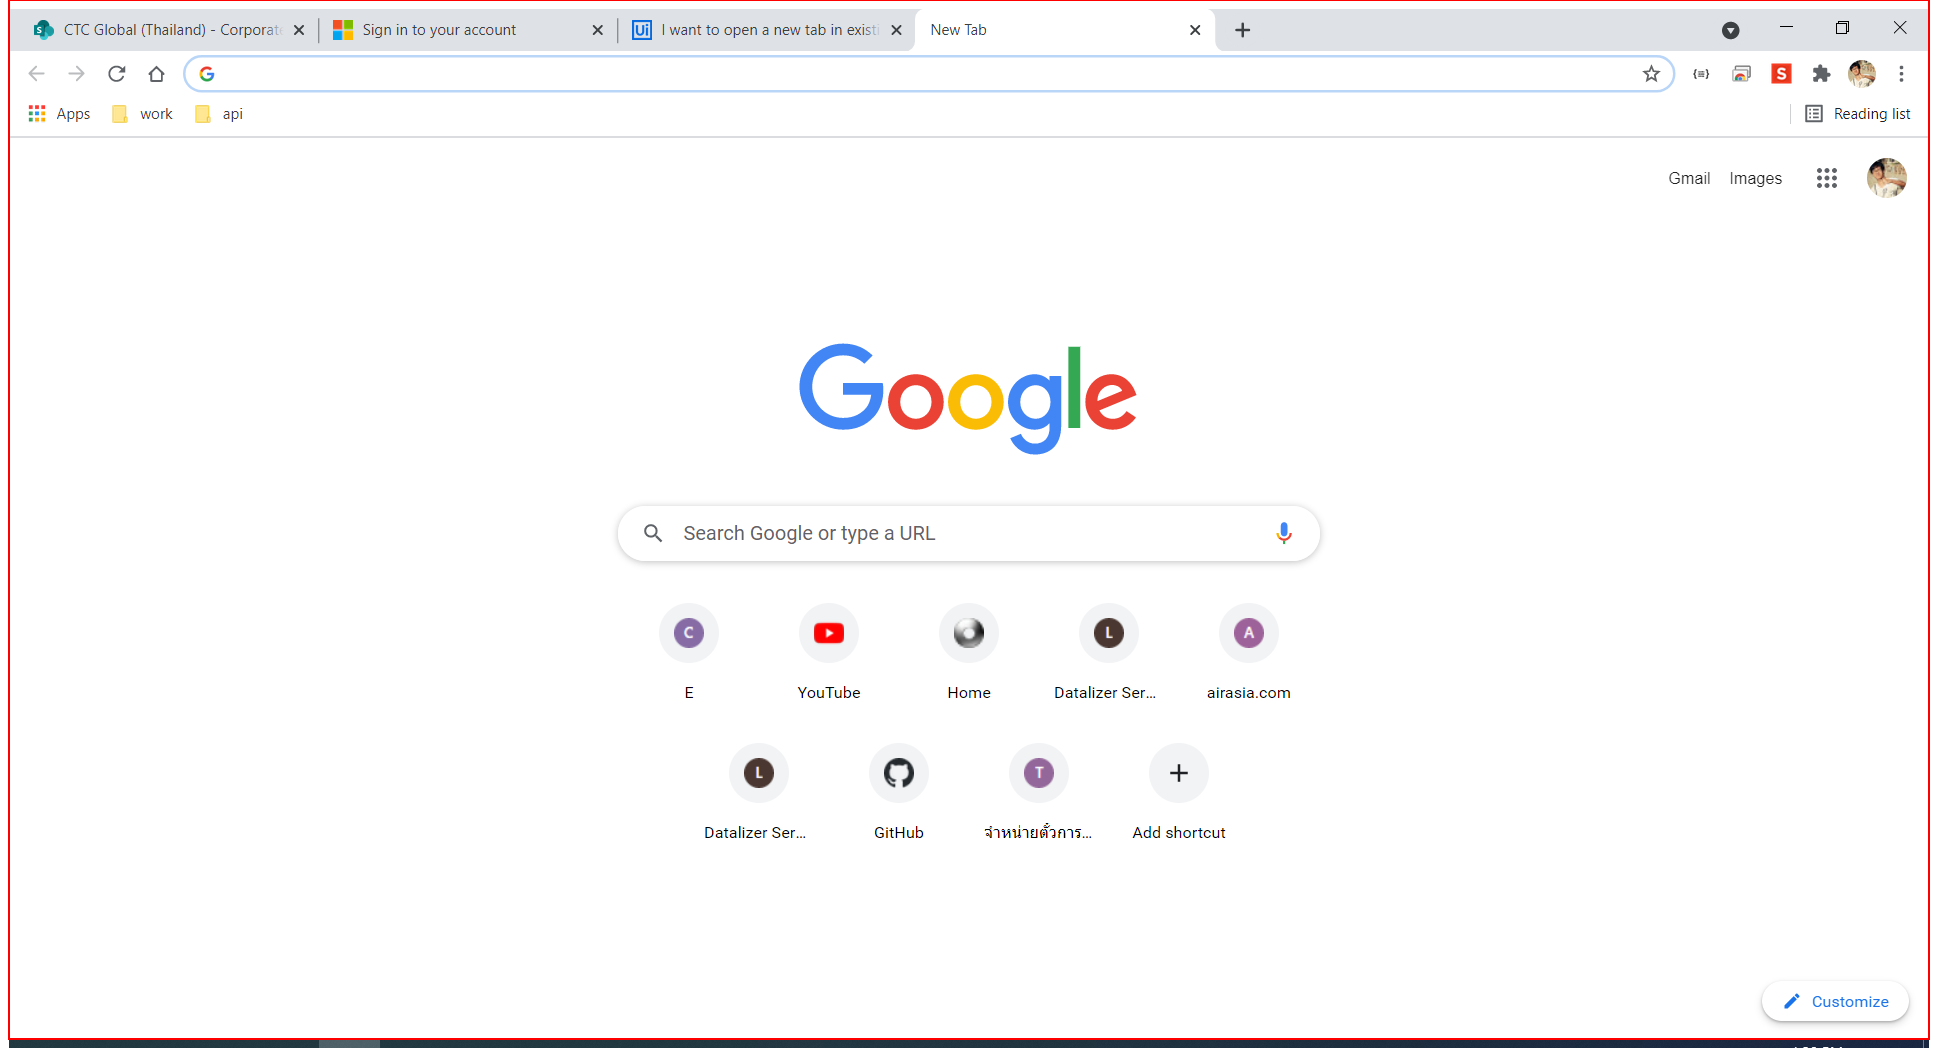 CTC Global (Thailand) - Corporate
Sign in to your account
Ui I want to open a new tab in existi
New Tab
Apps
work
api
Reading list
Gmail
Images
Google
Search Google or type a URL
C
L
A
E
YouTube
Home
Datalizer Ser...
airasia.com
L
T
Datalizer Ser...
GitHub
จำหน่ายตั๋วการ...
Add shortcut
Customize